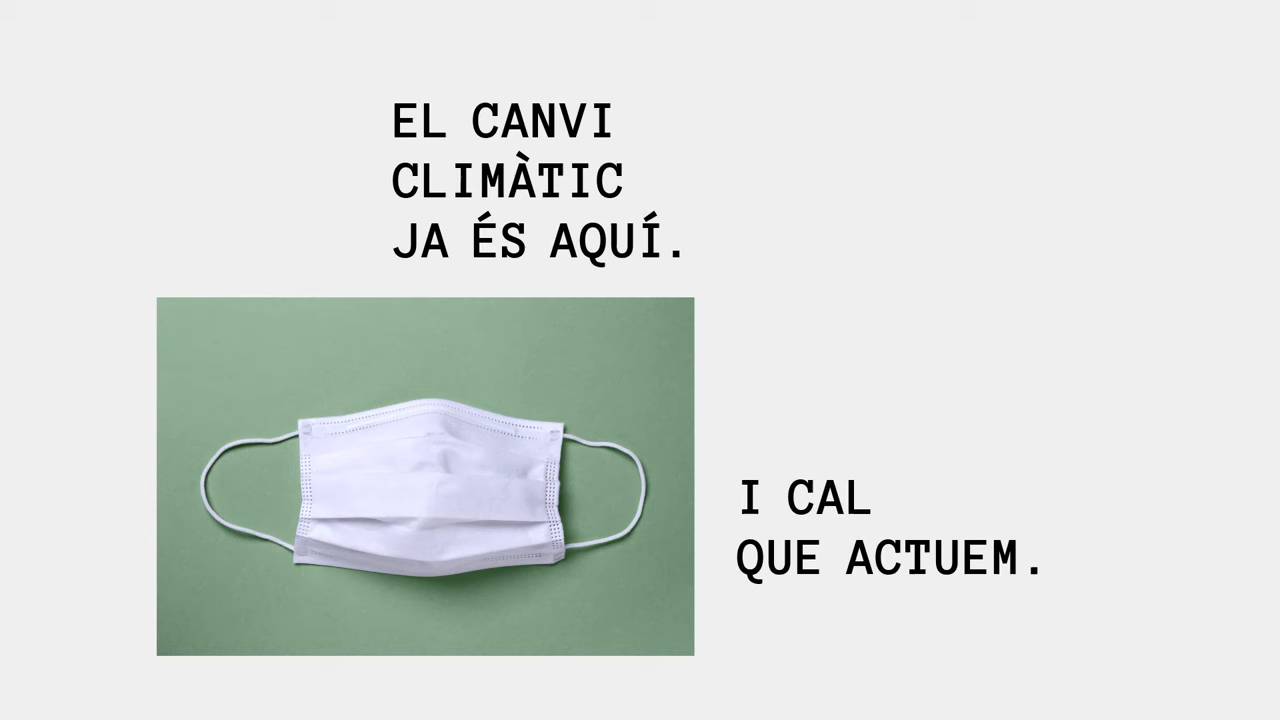 EL CANVI
CLIMÀTIC
JA ÉS AQUÍ.
I CAL
QUE ACTUEM.